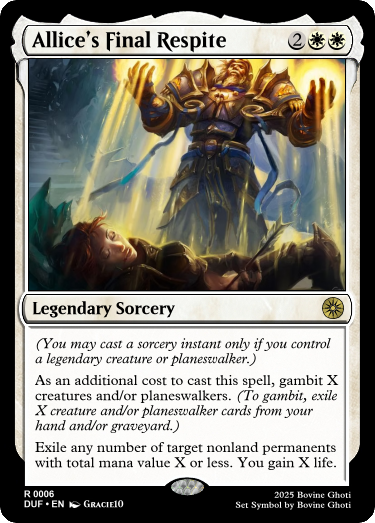 Allice's Final Respite 2
Legendary Sorcery
(You may cast a sorcery instant only if you control
a legendary creature or planeswalker.)
As an additional cost to cast this spell, gambit X
creatures and/or planeswalkers. (To gambit, exile
X creature and/or planeswalker cards from your
hand and/or graveyard.)
Exile any number of target nonland permanents
with total mana value X or less. You gain X life.
R 0006
DUF • EN Gracie10
2025 Bovine Ghoti
Set Symbol by Bovine Ghoti